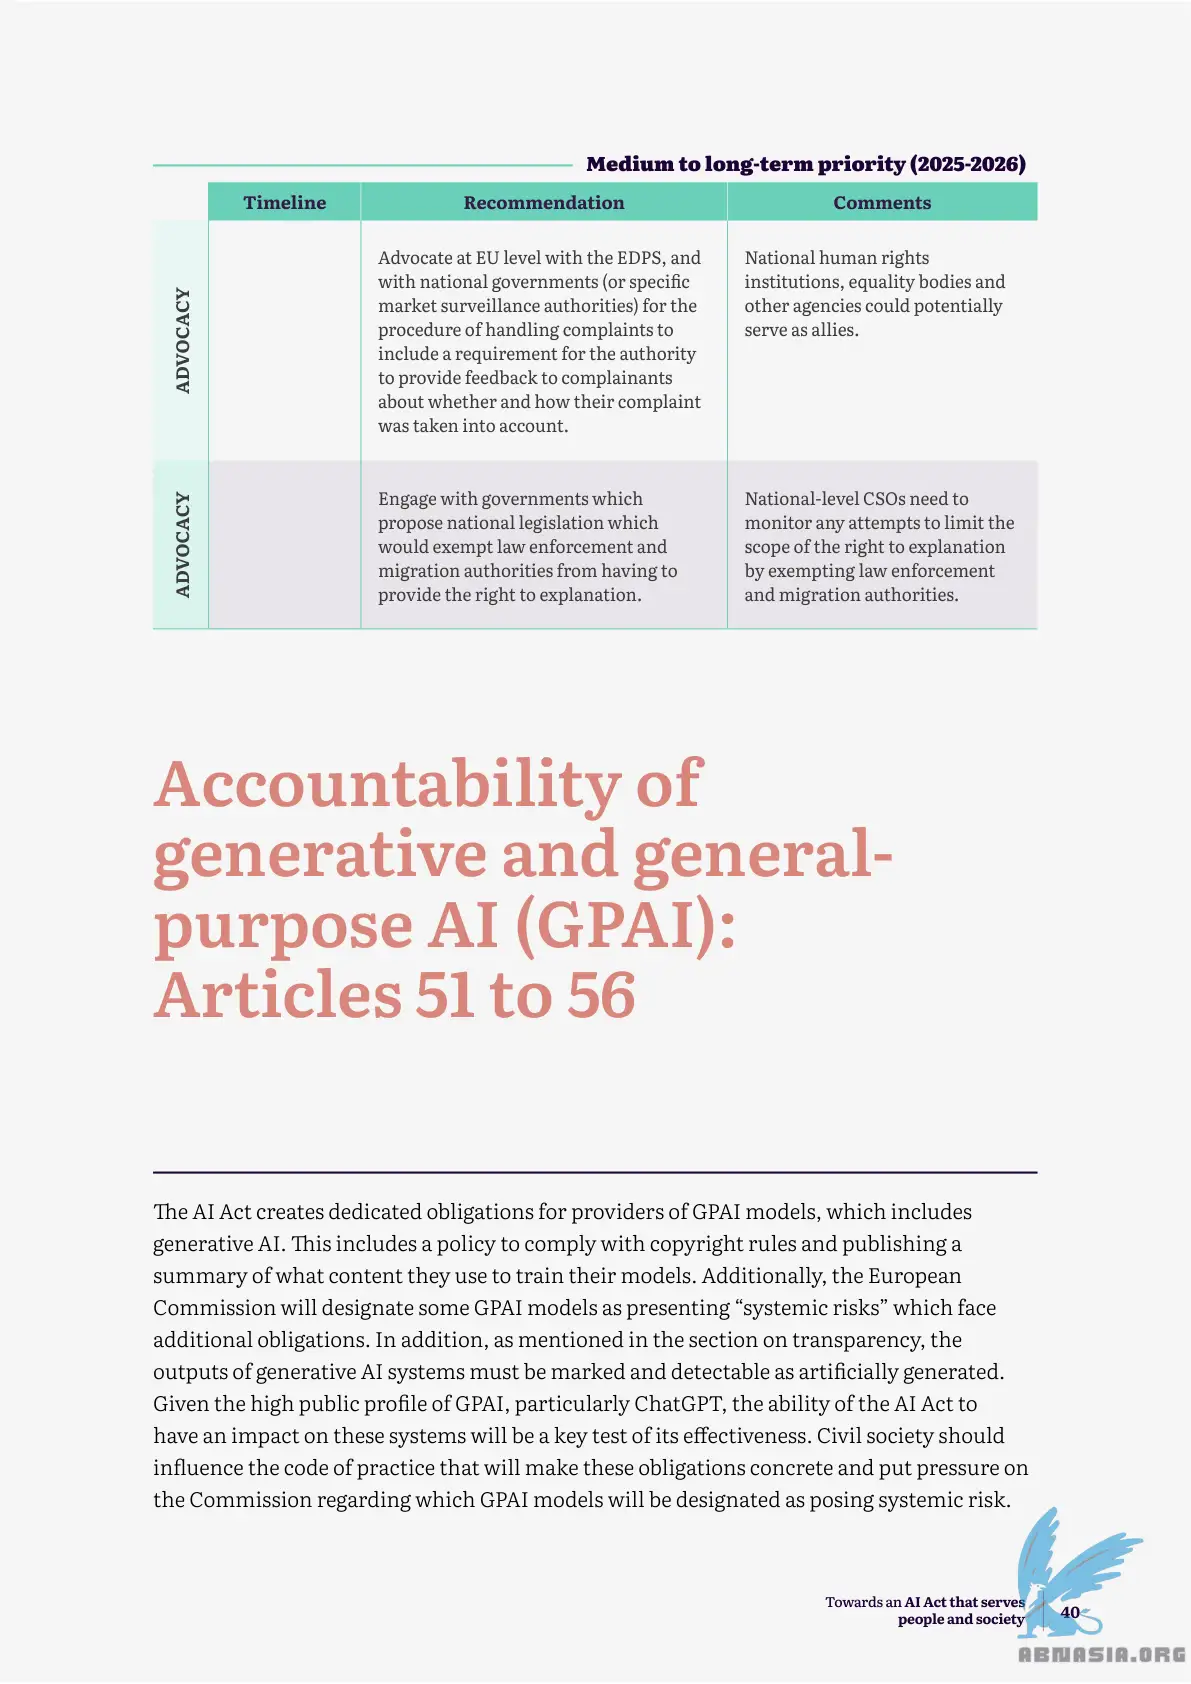 Medium to long-term priority (2025-2026)
Timeline
Recommendation
Comments
ADVOCACY
Advocate at EU level with the EDPS, and
with national governments (or specific
market surveillance authorities) for the
procedure of handling complaints to
include a requirement for the authority
to provide feedback to complainants
about whether and how their complaint
was taken into account.
National human rights
institutions, equality bodies and
other agencies could potentially
serve as allies.
ADVOCACY
Engage with governments which
propose national legislation which
would exempt law enforcement and
migration authorities from having to
provide the right to explanation.
National-level CSOs need to
monitor any attempts to limit the
scope of the right to explanation
by exempting law enforcement
and migration authorities.
Accountability of
generative and general-
purpose AI (GPAI):
Articles 51 to 56
The AI Act creates dedicated obligations for providers of GPAI models, which includes
generative AI. This includes a policy to comply with copyright rules and publishing a
summary of what content they use to train their models. Additionally, the European
Commission will designate some GPAI models as presenting “systemic risks” which face
additional obligations. In addition, as mentioned in the section on transparency, the
outputs of generative AI systems must be marked and detectable as artificially generated.
Given the high public profile of GPAI, particularly ChatGPT, the ability of the AI Act to
have an impact on these systems will be a key test of its effectiveness. Civil society should
influence the code of practice that will make these obligations concrete and put pressure on
the Commission regarding which GPAI models will be designated as posing systemic risk.
Towards an AI Act that serves
people and society
40
ABNASIA.ORG